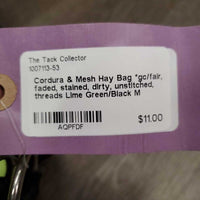 The Tack Collector
1007113-53
Cordura & Mesh Hay Bag *gc/fair,
faded, stained, dirty, unstitched,
threads Lime Green/Black M
$11.00
AQPFDF